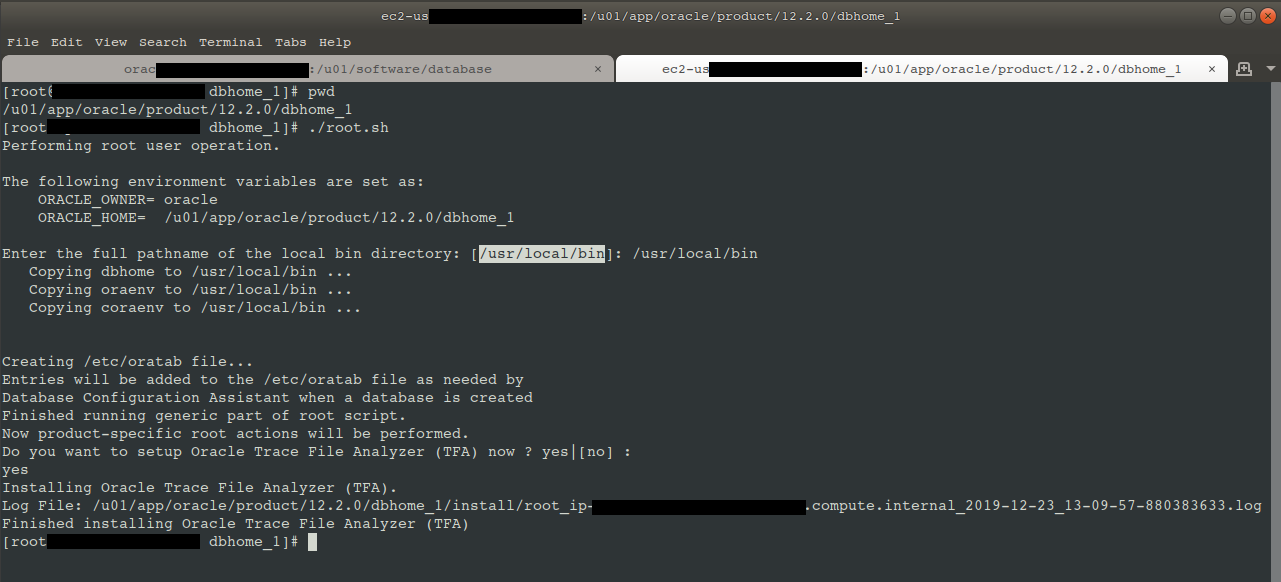 ec2-us :/u01/app/oracle/product/12.2.0/dbhome_1
File Edit View Search Terminal Tabs Help
orac :/u01/software/database × ec2-us :/u01/app/oracle/product/12.2.0/dbhome_1 ×
[root@ dbhome_1]# pwd
/u01/app/oracle/product/12.2.0/dbhome_1
[root dbhome_1]# ./root.sh
Performing root user operation.
The following environment variables are set as:
ORACLE_OWNER= oracle
ORACLE_HOME=  /u01/app/oracle/product/12.2.0/dbhome_1
Enter the full pathname of the local bin directory: [/usr/local/bin]: /usr/local/bin
Copying dbhome to /usr/local/bin ...
Copying oraenv to /usr/local/bin ...
Copying coraenv to /usr/local/bin ...
Creating /etc/oratab file...
Entries will be added to the /etc/oratab file as needed by
Database Configuration Assistant when a database is created
Finished running generic part of root script.
Now product-specific root actions will be performed.
Do you want to setup Oracle Trace File Analyzer (TFA) now ? yes|[no] :
yes
Installing Oracle Trace File Analyzer (TFA).
Log File: /u01/app/oracle/product/12.2.0/dbhome_1/install/root_ip- .compute.internal_2019-12-23_13-09-57-880383633.log
Finished installing Oracle Trace File Analyzer (TFA)
[root dbhome_1]#